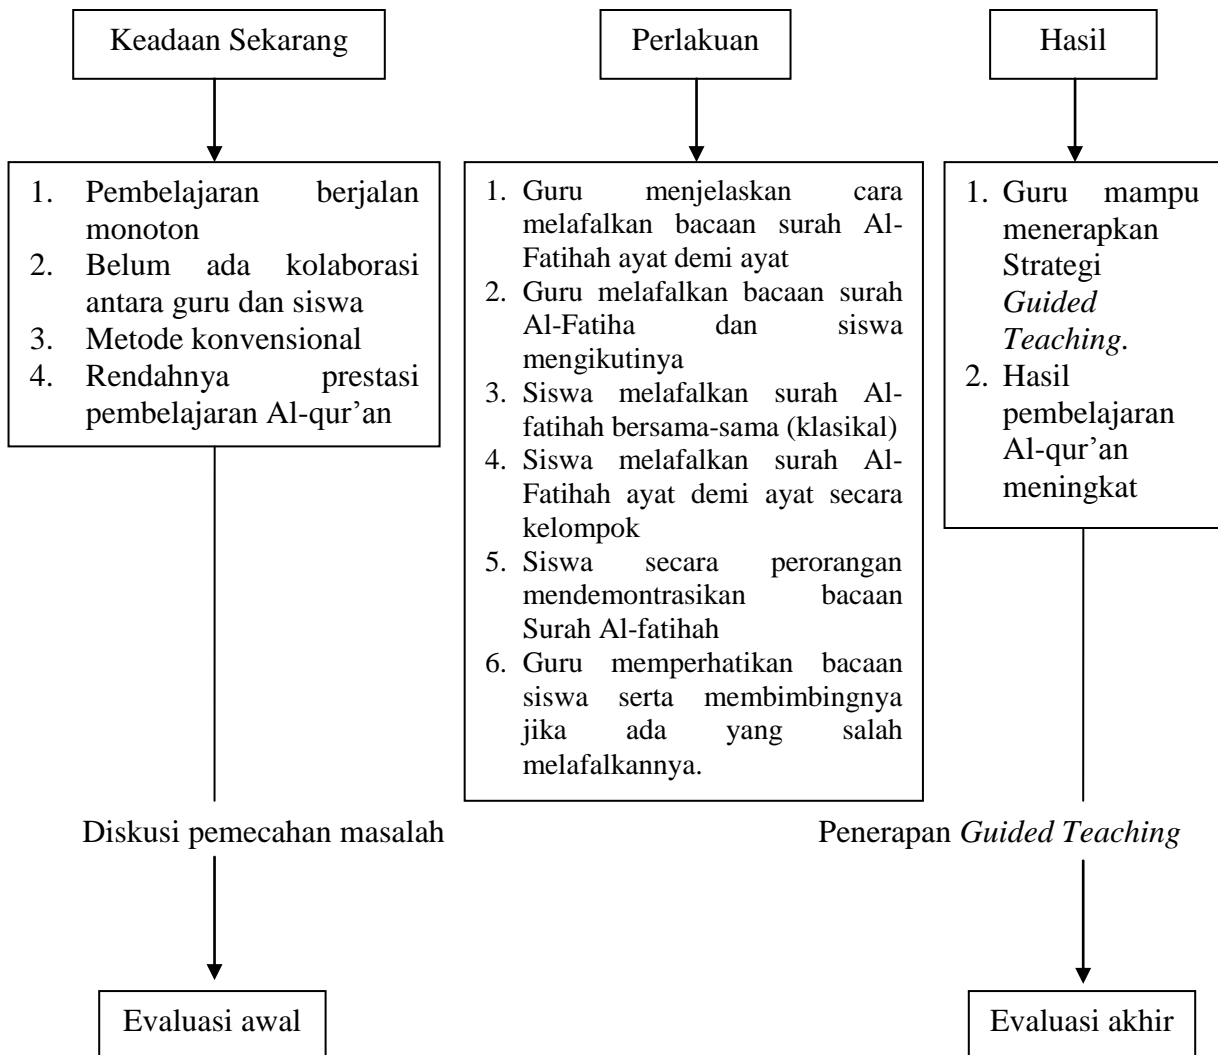 Keadaan Sekarang
Perlakuan
Hasil
1. Pembelajaran berjalan
monoton
2. Belum ada kolaborasi
antara guru dan siswa
3. Metode konvensional
4. Rendahnya prestasi
pembelajaran Al-qur’an
1. Guru menjelaskan cara
melafalkan bacaan surah Al-
Fatihah ayat demi ayat
2. Guru melafalkan bacaan surah
Al-Fatiha dan siswa
mengikutinya
3. Siswa melafalkan surah Al-
fatihah bersama-sama (klasikal)
4. Siswa melafalkan surah Al-
Fatihah ayat demi ayat secara
kelompok
5. Siswa secara perorangan
mendemontrasikan bacaan
Surah Al-fatihah
6. Guru memperhatikan bacaan
siswa serta membimbingnya
jika ada yang salah
melafalkannya.
1. Guru mampu
menerapkan
Strategi
Guided
Teaching.
2. Hasil
pembelajaran
Al-qur’an
meningkat
Diskusi pemecahan masalah
Penerapan Guided Teaching
Evaluasi awal
Evaluasi akhir